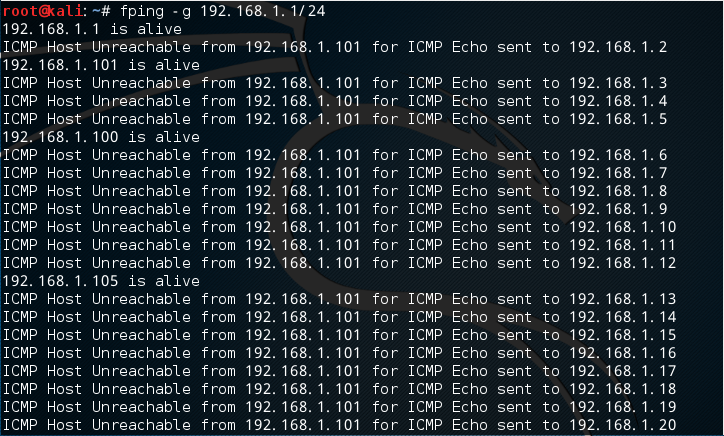 root@kali:~# fping -g 192.168.1.1/24
192.168.1.1 is alive
ICMP Host Unreachable from 192.168.1.101 for ICMP Echo sent to 192.168.1.2
192.168.1.101 is alive
ICMP Host Unreachable from 192.168.1.101 for ICMP Echo sent to 192.168.1.3
ICMP Host Unreachable from 192.168.1.101 for ICMP Echo sent to 192.168.1.4
ICMP Host Unreachable from 192.168.1.101 for ICMP Echo sent to 192.168.1.5
192.168.1.100 is alive
ICMP Host Unreachable from 192.168.1.101 for ICMP Echo sent to 192.168.1.6
ICMP Host Unreachable from 192.168.1.101 for ICMP Echo sent to 192.168.1.7
ICMP Host Unreachable from 192.168.1.101 for ICMP Echo sent to 192.168.1.8
ICMP Host Unreachable from 192.168.1.101 for ICMP Echo sent to 192.168.1.9
ICMP Host Unreachable from 192.168.1.101 for ICMP Echo sent to 192.168.1.10
ICMP Host Unreachable from 192.168.1.101 for ICMP Echo sent to 192.168.1.11
ICMP Host Unreachable from 192.168.1.101 for ICMP Echo sent to 192.168.1.12
192.168.1.105 is alive
ICMP Host Unreachable from 192.168.1.101 for ICMP Echo sent to 192.168.1.13
ICMP Host Unreachable from 192.168.1.101 for ICMP Echo sent to 192.168.1.14
ICMP Host Unreachable from 192.168.1.101 for ICMP Echo sent to 192.168.1.15
ICMP Host Unreachable from 192.168.1.101 for ICMP Echo sent to 192.168.1.16
ICMP Host Unreachable from 192.168.1.101 for ICMP Echo sent to 192.168.1.17
ICMP Host Unreachable from 192.168.1.101 for ICMP Echo sent to 192.168.1.18
ICMP Host Unreachable from 192.168.1.101 for ICMP Echo sent to 192.168.1.19
ICMP Host Unreachable from 192.168.1.101 for ICMP Echo sent to 192.168.1.20